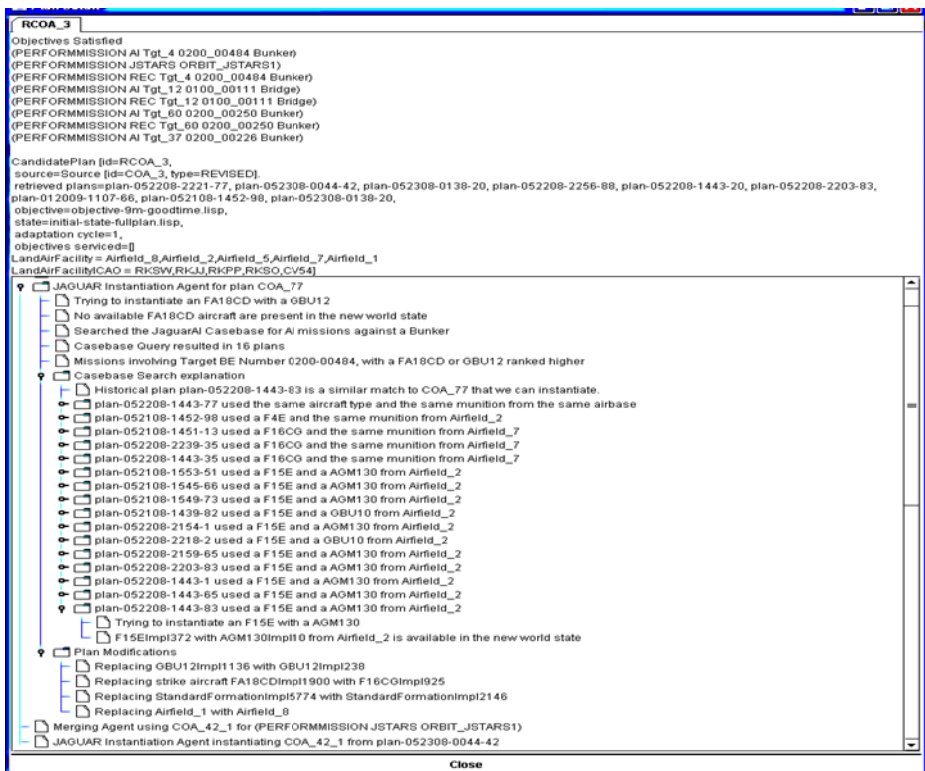 RCOA_3
Objectives Satisfied
(PERFORMMISSION AI Tgt_4 0200_00484 Bunker)
(PERFORMMISSION JSTARS ORBIT_JSTARS1)
(PERFORMMISSION REC Tgt_4 0200_00484 Bunker)
(PERFORMMISSION AI Tgt_12 0100_00111 Bridge)
(PERFORMMISSION REC Tgt_12 0100_00111 Bridge)
(PERFORMMISSION AI Tgt_60 0200_00250 Bunker)
(PERFORMMISSION REC Tgt_60 0200_00250 Bunker)
(PERFORMMISSION AI Tgt_37 0200_00226 Bunker)
CandidatePlan [id=RCOA_3,
source=Source [id=COA_3, type=REVISED].
retrieved plans=plan-052208-2221-77, plan-052308-0044-42, plan-052308-0138-20, plan-052208-2256-88, plan-052208-1443-20, plan-052208-2203-83,
plan-012009-1107-66, plan-052108-1452-98, plan-052308-0138-20,
objective=objective-9m-goodtime.lisp,
state=initial-state-fullplan.lisp,
adaptation cycle=1,
objectives serviced=[]
LandAirFacility = Airfield_8,Airfield_2,Airfield_5,Airfield_7,Airfield_1
LandAirFacilityICAO = RKSW,RKJJ,RKPP,RKSO,CV54]
JAGUAR Instantiation Agent for plan COA_77
Trying to instantiate an FA18CD with a GBU12
No available FA18CD aircraft are present in the new world state
Searched the JaguarAI Casebase for AI missions against a Bunker
Casebase Query resulted in 16 plans
Missions involving Target BE Number 0200-00484, with a FA18CD or GBU12 ranked higher
Casebase Search explanation
Historical plan plan-052208-1443-83 is a similar match to COA_77 that we can instantiate.
plan-052208-1443-77 used the same aircraft type and the same munition from the same airbase
plan-052108-1452-98 used a F4E and the same munition from Airfield_2
plan-052108-1451-13 used a F16CG and the same munition from Airfield_7
plan-052208-2239-35 used a F16CG and the same munition from Airfield_7
plan-052208-1443-35 used a F16CG and the same munition from Airfield_7
plan-052108-1553-51 used a F15E and a AGM130 from Airfield_2
plan-052108-1545-66 used a F15E and a AGM130 from Airfield_2
plan-052108-1549-73 used a F15E and a AGM130 from Airfield_2
plan-052108-1439-82 used a F15E and a GBU10 from Airfield_2
plan-052208-2154-1 used a F15E and a AGM130 from Airfield_2
plan-052208-2218-2 used a F15E and a GBU10 from Airfield_2
plan-052208-2159-65 used a F15E and a AGM130 from Airfield_2
plan-052208-2203-83 used a F15E and a AGM130 from Airfield_2
plan-052208-1443-1 used a F15E and a AGM130 from Airfield_2
plan-052208-1443-65 used a F15E and a AGM130 from Airfield_2
plan-052208-1443-83 used a F15E and a AGM130 from Airfield_2
Trying to instantiate an F15E with a AGM130
F15EImpl372 with AGM130Impl10 from Airfield_2 is available in the new world state
Plan Modifications
Replacing GBU12Impl1136 with GBU12Impl238
Replacing strike aircraft FA18CDImpl1900 with F16CGImpl925
Replacing StandardFormationImpl5774 with StandardFormationImpl2146
Replacing Airfield_1 with Airfield_8
Merging Agent using COA_42_1 for (PERFORMMISSION JSTARS ORBIT_JSTARS1)
JAGUAR Instantiation Agent instantiating COA_42_1 from plan-052308-0044-42
Close